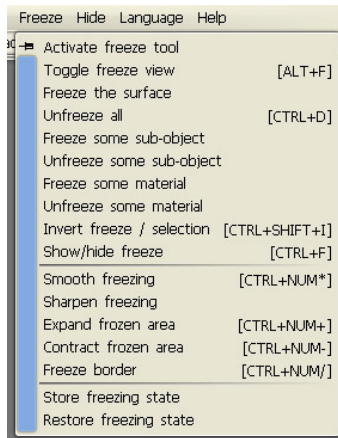 Freeze Hide Language Help
Activate freeze tool
Toggle freeze view [ALT+F]
Freeze the surface
Unfreeze all [CTRL+D]
Freeze some sub-object
Unfreeze some sub-object
Freeze some material
Unfreeze some material
Invert freeze / selection [CTRL+SHIFT+I]
Show/hide freeze [CTRL+F]
Smooth freezing [CTRL+NUM*]
Sharpen freezing
Expand frozen area [CTRL+NUM+]
Contract frozen area [CTRL+NUM-]
Freeze border [CTRL+NUM/]
Store freezing state
Restore freezing state